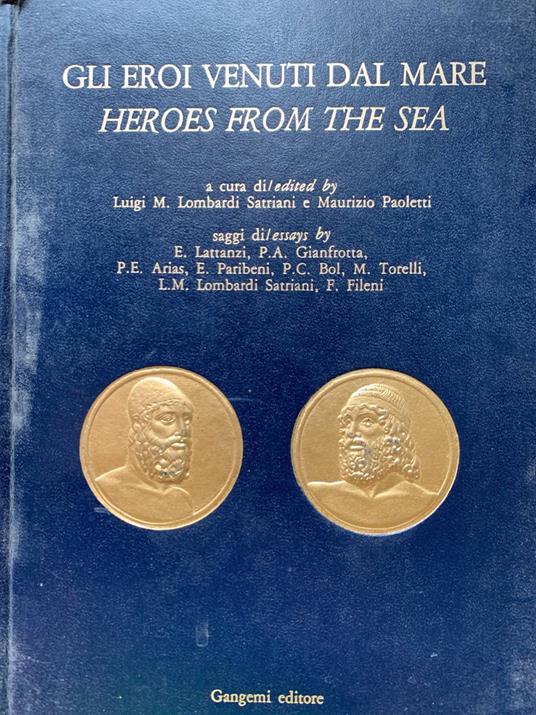 GLI EROI VENUTI DAL MARE
HEROES FROM THE SEA
a cura di/edited by
Luigi M. Lombardi Satriani e Maurizio Paoletti
saggi di/essays by
E. Lattanzi, P.A. Gianfrotta,
P.E. Arias, E. Paribeni, P.C. Bol, M. Torelli,
L.M. Lombardi Satriani, F. Fileni
Gangemi editore